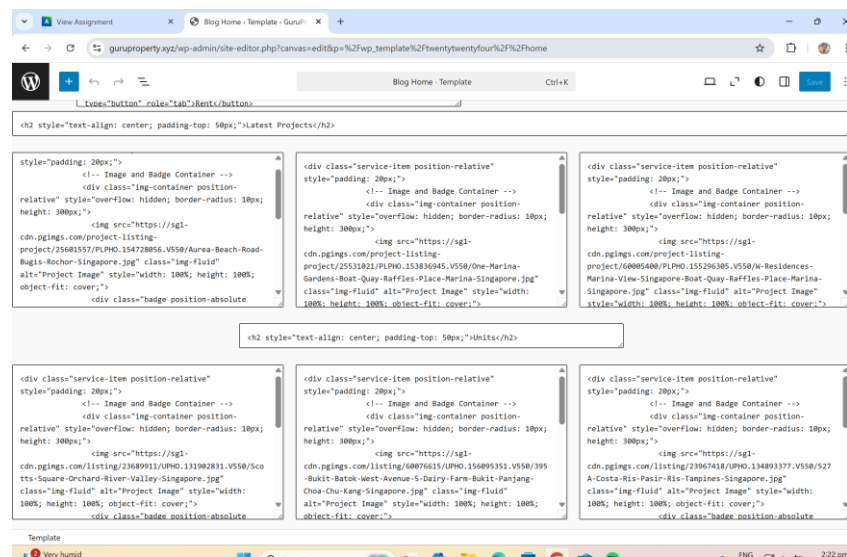 View Assignment
Blog Home ‹ Template ‹ GuruPr
guruproperty.xyz/wp-admin/site-editor.php?canvas=edit&p=%2Fwp_template%2Ftwentytwentyfour%2F%2Fhome
Blog Home · Template
Ctrl+K
Save
type="button" role="tab">Rent</button>
<h2 style="text-align: center; padding-top: 50px;">Latest Projects</h2>
style="padding: 20px;">
<!-- Image and Badge Container -->
<div class="img-container position-
relative" style="overflow: hidden; border-radius: 10px;
height: 300px;">
<img src="https://sg1-
cdn.pgimgs.com/project-listing-
project/25601557/PLPHO.154728056.V550/Aurea-Beach-Road-
Bugis-Rochor-Singapore.jpg" class="img-fluid"
alt="Project Image" style="width: 100%; height: 100%;
object-fit: cover;">
<div class="badge position-absolute
<div class="service-item position-relative"
style="padding: 20px;">
<!-- Image and Badge Container -->
<div class="img-container position-
relative" style="overflow: hidden; border-radius: 10px;
height: 300px;">
<img src="https://sg1-
cdn.pgimgs.com/project-listing-
project/25531021/PLPHO.153836945.V550/One-Marina-
Gardens-Boat-Quay-Raffles-Place-Marina-Singapore.jpg"
class="img-fluid" alt="Project Image" style="width:
100%; height: 100%; object-fit: cover;">
<div class="service-item position-relative"
style="padding: 20px;">
<!-- Image and Badge Container -->
<div class="img-container position-
relative" style="overflow: hidden; border-radius: 10px;
height: 300px;">
<img src="https://sg1-
cdn.pgimgs.com/project-listing-
project/60005400/PLPHO.155296305.V550/W-Residences-
Marina-View-Singapore-Boat-Quay-Raffles-Place-Marina-
Singapore.jpg" class="img-fluid" alt="Project Image"
style="width: 100%; height: 100%; object-fit: cover;">
<h2 style="text-align: center; padding-top: 50px;">Units</h2>
<div class="service-item position-relative"
style="padding: 20px;">
<!-- Image and Badge Container -->
<div class="img-container position-
relative" style="overflow: hidden; border-radius: 10px;
height: 300px;">
<img src="https://sg1-
cdn.pgimgs.com/listing/23689911/UPHO.131902831.V550/Sco
tts-Square-Orchard-River-Valley-Singapore.jpg"
class="img-fluid" alt="Project Image" style="width:
100%; height: 100%; object-fit: cover;">
<div class="badge position-absolute
<div class="service-item position-relative"
style="padding: 20px;">
<!-- Image and Badge Container -->
<div class="img-container position-
relative" style="overflow: hidden; border-radius: 10px;
height: 300px;">
<img src="https://sg1-
cdn.pgimgs.com/listing/60076615/UPHO.156095351.V550/395
-Bukit-Batok-West-Avenue-5-Dairy-Farm-Bukit-Panjang-
Choa-Chu-Kang-Singapore.jpg" class="img-fluid"
alt="Project Image" style="width: 100%; height: 100%;
object-fit: cover;">
<div class="service-item position-relative"
style="padding: 20px;">
<!-- Image and Badge Container -->
<div class="img-container position-
relative" style="overflow: hidden; border-radius: 10px;
height: 300px;">
<img src="https://sg1-
cdn.pgimgs.com/listing/23967418/UPHO.134893377.V550/527
A-Costa-Ris-Pasir-Ris-Tampines-Singapore.jpg"
class="img-fluid" alt="Project Image" style="width:
100%; height: 100%; object-fit: cover;">
<div class="badge position-absolute
Template
Very humid
ENG
2:22 pm